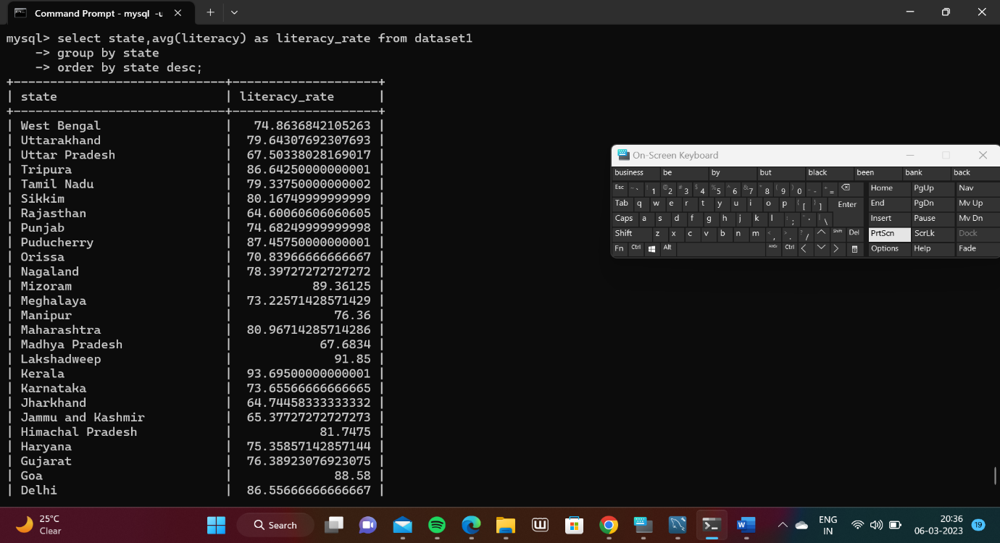 Command Prompt - mysql -u
mysql> select state,avg(literacy) as literacy_rate from dataset1
    -> group by state
    -> order by state desc;
+-----------------------------+--------------------+
| state | literacy_rate |
+-----------------------------+--------------------+
| West Bengal | 74.8636842105263 |
| Uttarakhand | 79.64307692307693 |
| Uttar Pradesh | 67.50338028169017 |
| Tripura | 86.64250000000001 |
| Tamil Nadu | 79.33750000000002 |
| Sikkim | 80.16749999999999 |
| Rajasthan | 64.60060606060605 |
| Punjab | 74.68249999999998 |
| Puducherry | 87.45750000000001 |
| Orissa | 70.83966666666667 |
| Nagaland | 78.39727272727272 |
| Mizoram | 89.36125 |
| Meghalaya | 73.22571428571429 |
| Manipur | 76.36 |
| Maharashtra | 80.96714285714286 |
| Madhya Pradesh | 67.6834 |
| Lakshadweep | 91.85 |
| Kerala | 93.69500000000001 |
| Karnataka | 73.65566666666665 |
| Jharkhand | 64.74458333333332 |
| Jammu and Kashmir | 65.37727272727273 |
| Himachal Pradesh | 81.7475 |
| Haryana | 75.35857142857144 |
| Gujarat | 76.38923076923075 |
| Goa | 88.58 |
| Delhi | 86.55666666666667 |
On-Screen Keyboard
business be by but black been bank back
Esc ~ ` ! 1 @ 2 # 3 $ 4 % 5 ^ 6 & 7 * 8 ( 9 ) 0 _ - + = Home PgUp Nav
Tab q w e r t y u i o p { [ } ] Enter End PgDn Mv Up
Caps a s d f g h j k l : ; " ' | \ Insert Pause Mv Dn
Shift z x c v b n m < , > . ? / Shift Del PrtScn ScrLk Dock
Fn Ctrl Alt AltGr Ctrl Options Help Fade
25°C
Clear
Search
ENG
IN
20:36
06-03-2023
19